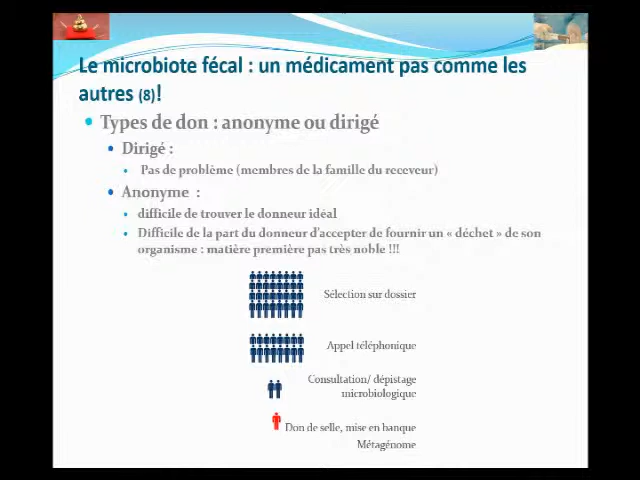 Le microbiote fécal : un médicament pas comme les
autres (8)!
Types de don : anonyme ou dirigé
Dirigé :
Pas de problème (membres de la famille du receveur)
Anonyme :
difficile de trouver le donneur idéal
Difficile de la part du donneur d'accepter de fournir un « déchet » de son
organisme : matière première pas très noble !!!
Sélection sur dossier
Appel téléphonique
Consultation/ dépistage
microbiologique
Don de selle, mise en banque
Métagénome